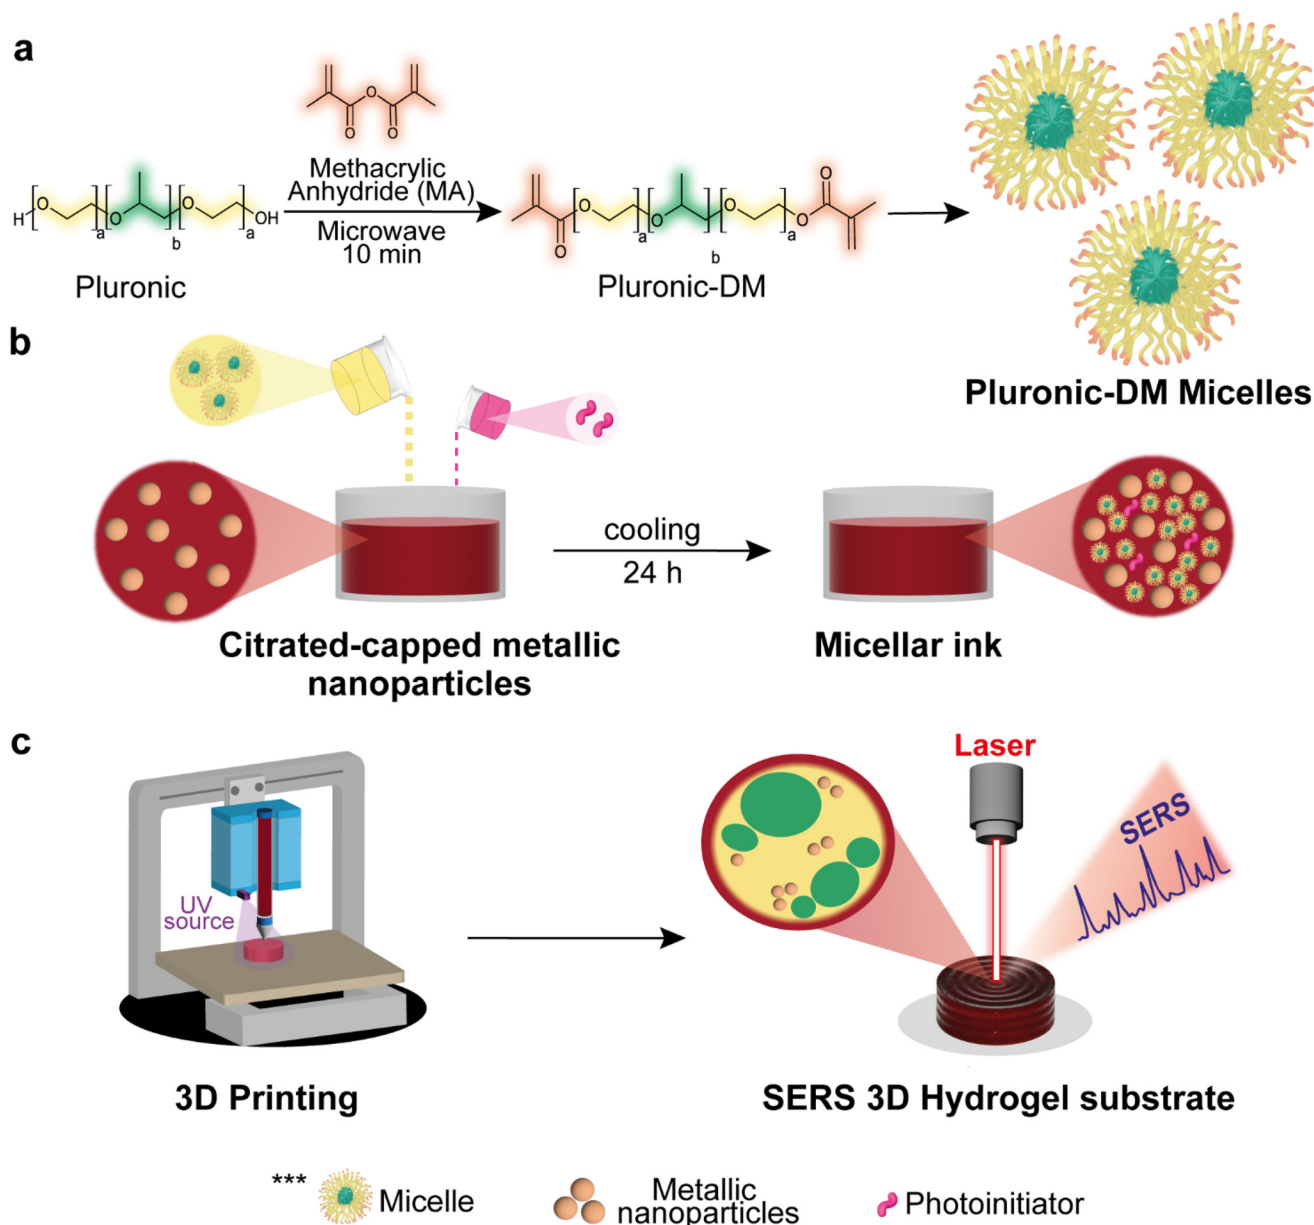 a
O
O
O
Methacrylic
Anhydride (MA)
Microwave
10 min
H
O
a
O
b
O
a
OH
Pluronic
O
O
a
O
b
O
a
O
O
Pluronic-DM
Pluronic-DM Micelles
b
cooling
24 h
Citrated-capped metallic
nanoparticles
Micellar ink
c
UV
source
Laser
SERS
3D Printing
SERS 3D Hydrogel substrate
***
Micelle
Metallic
nanoparticles
Photoinitiator